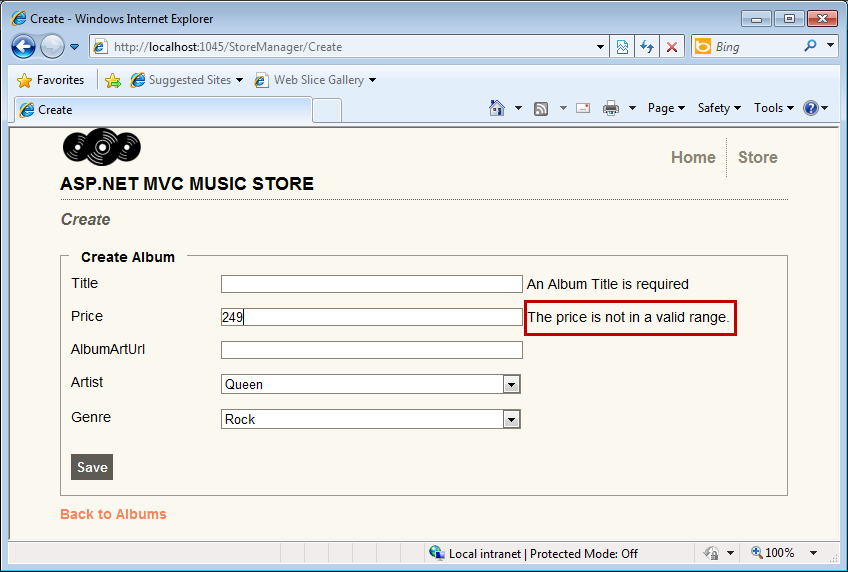 Create - Windows Internet Explorer
http://localhost:1045/StoreManager/Create
Bing
Favorites Suggested Sites Web Slice Gallery
Create Page Safety Tools
Home Store
ASP.NET MVC MUSIC STORE
Create
Create Album
Title An Album Title is required
Price 249 The price is not in a valid range.
AlbumArtUrl
Artist Queen
Genre Rock
Save
Back to Albums
Local intranet | Protected Mode: Off 100%